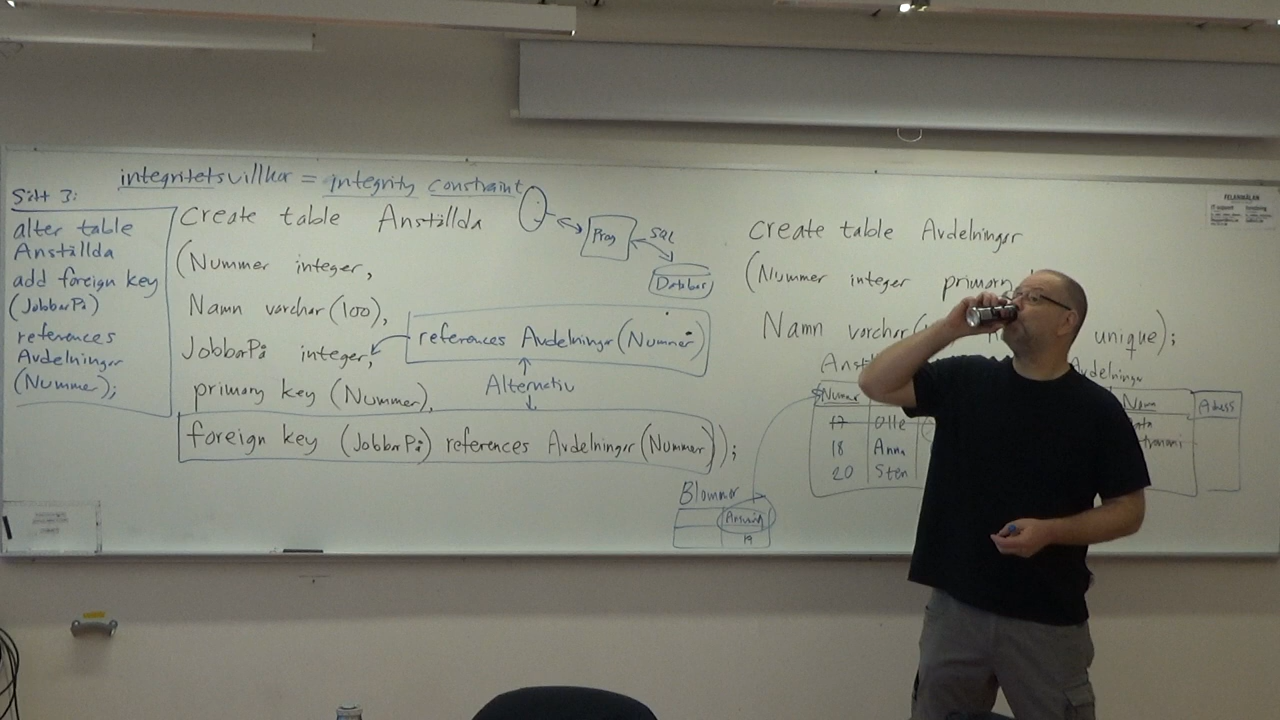 integritetsvillkor = integrity constraint
Sätt 3:
alter table
Anställda
add foreign key
(JobbarPå)
references
Avdelningar
(Nummer);
Create table Anställda
(Nummer integer,
Namn varchar(100),
JobbarPå integer,
primary key (Nummer),
foreign key (JobbarPå) references Avdelningar(Nummer));
references Avdelningar(Nummer)
Alternativ
Prog
SQL
Databas
Create table Avdelningar
(Nummer integer primary
Namn varchar(
unique);
Avdelningar
Nummer
17 Olle
18 Anna
20 Sten
Namn
Adress
Blommor
Ansvarig
19
FELANMÄLAN